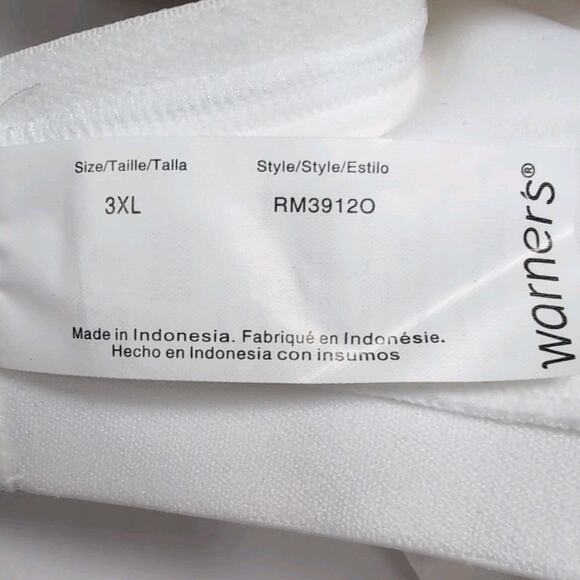 Size/Taille/Talla
Style/Style/Estilo
3XL
RM3912O
Made in Indonesia. Fabriqué en Indonésie.
Hecho en Indonesia con insumos
warner's®